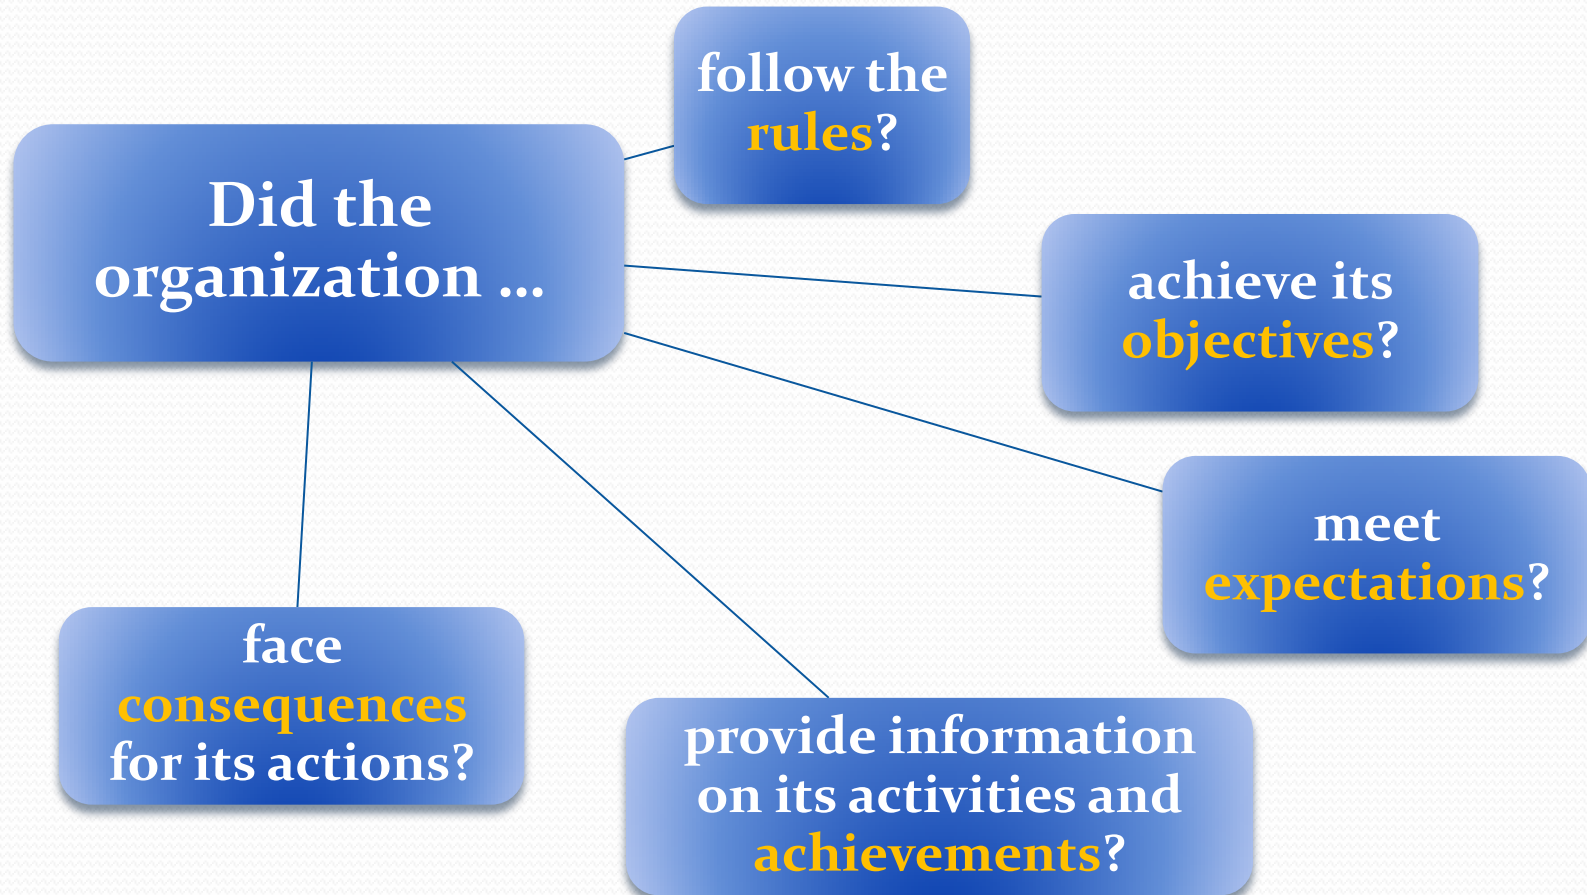 Did the
organization ...
follow the
rules?
achieve its
objectives?
meet
expectations?
provide information
on its activities and
achievements?
face
consequences
for its actions?